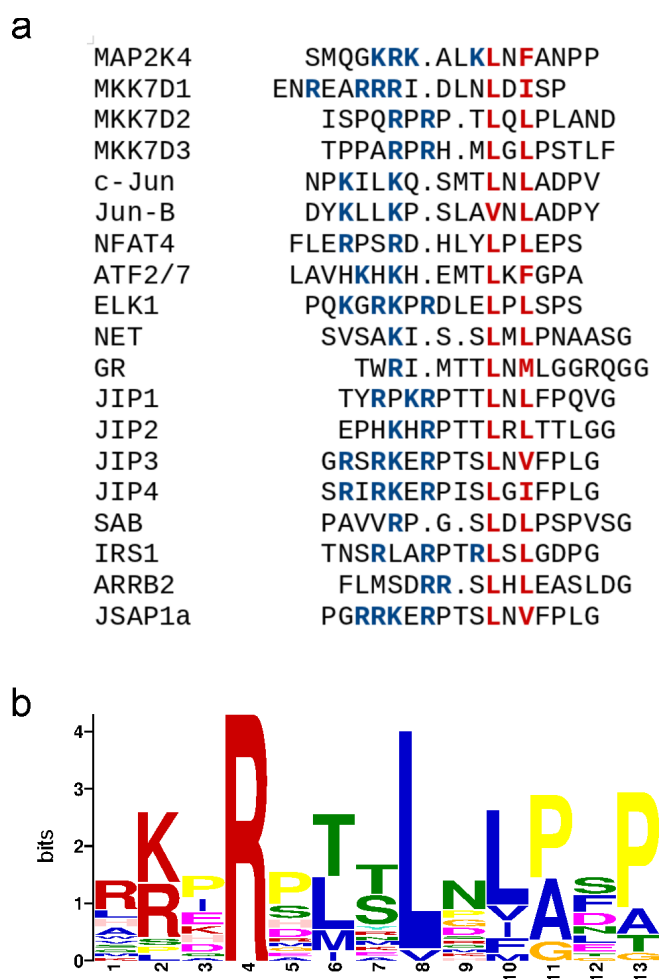 a
MAP2K4 SMQGKRK.ALKLNFANPP
MKK7D1 ENREARRRI.DLNLDISP
MKK7D2 ISPQRPRP.TLQLPLAND
MKK7D3 TPPARPRH.MLGLPSTLF
c-Jun NPKILKQ.SMTLNLADPV
Jun-B DYKLLKP.SLAVNLADPY
NFAT4 FLERPSRD.HLYLPLEPS
ATF2/7 LAVHKHKH.EMTLKFGPA
ELK1 PQKGRKPRDLELPLSPS
NET SVSAKI.S.SLMLPNAASG
GR TWRI.MTTLNMLGGRQGG
JIP1 TYRPKRPTTLNLFPQVG
JIP2 EPHKHRPTTLRLTTLGG
JIP3 GRSRKERPTSLNVFPLG
JIP4 SRIRKERPISLGIFPLG
SAB PAVVRP.G.SLDLPSPVSG
IRS1 TNSRLARPTRLSLGDPG
ARRB2 FLMSDRR.SLHLEASLDG
JSAP1a PGRRKERPTSLNVFPLG
b
bits
4
3
2
1
0
1 2 3 4 5 6 7 8 9 10 11 12 13